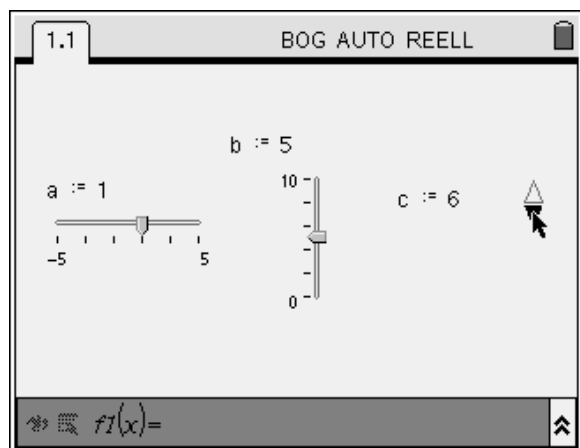 1.1 BOG AUTO REELL
b := 5
a := 1
-5 5
10
0
c := 6
f1(x)=